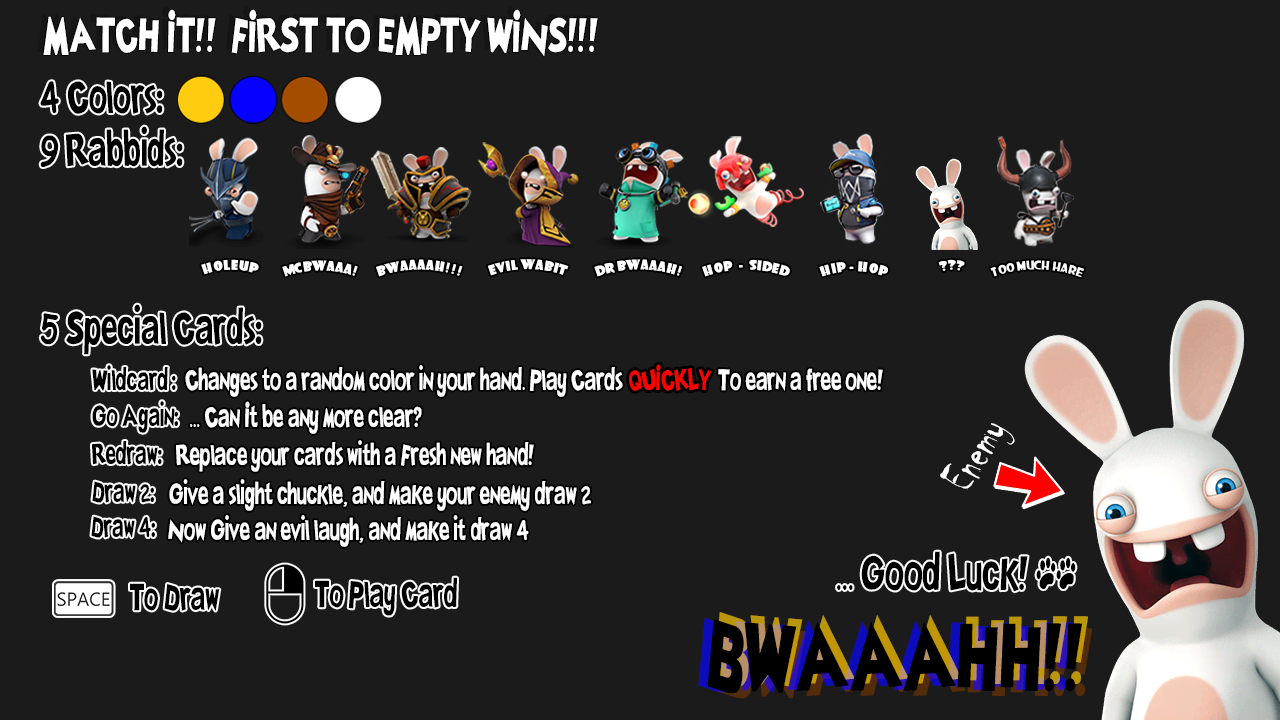 MATCH IT!! FIRST TO EMPTY WINS!!!
4 Colors:
9 Rabbids:
HOLEUP MCBWAAA! BWAAAAH!!! EVIL WABIT DR BWAAAH! HOP - SIDED HIP - HOP ??? TOO MUCH HARE
5 Special Cards:
Wildcard: Changes to a random color in your hand. Play Cards QUICKLY To earn a free one!
Go Again: ... Can it be any more clear?
Redraw: Replace your cards with a Fresh new hand!
Draw 2: Give a slight chuckle, and make your enemy draw 2
Draw 4: Now Give an evil laugh, and make it draw 4
Enemy
SPACE To Draw To Play Card
... Good Luck!
BWAAAHH!!